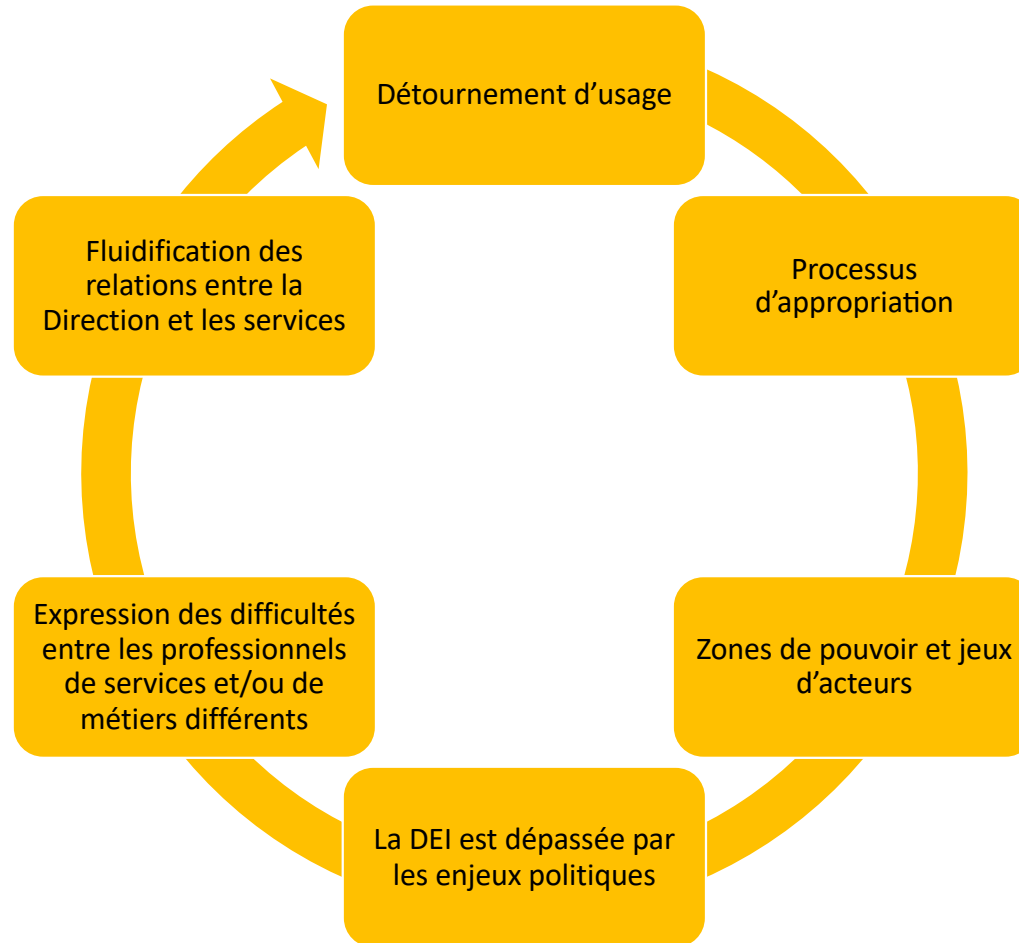 Détournement d’usage
Processus
d’appropriation
Zones de pouvoir et jeux
d’acteurs
La DEI est dépassée par
les enjeux politiques
Expression des difficultés
entre les professionnels
de services et/ou de
métiers différents
Fluidification des
relations entre la
Direction et les services